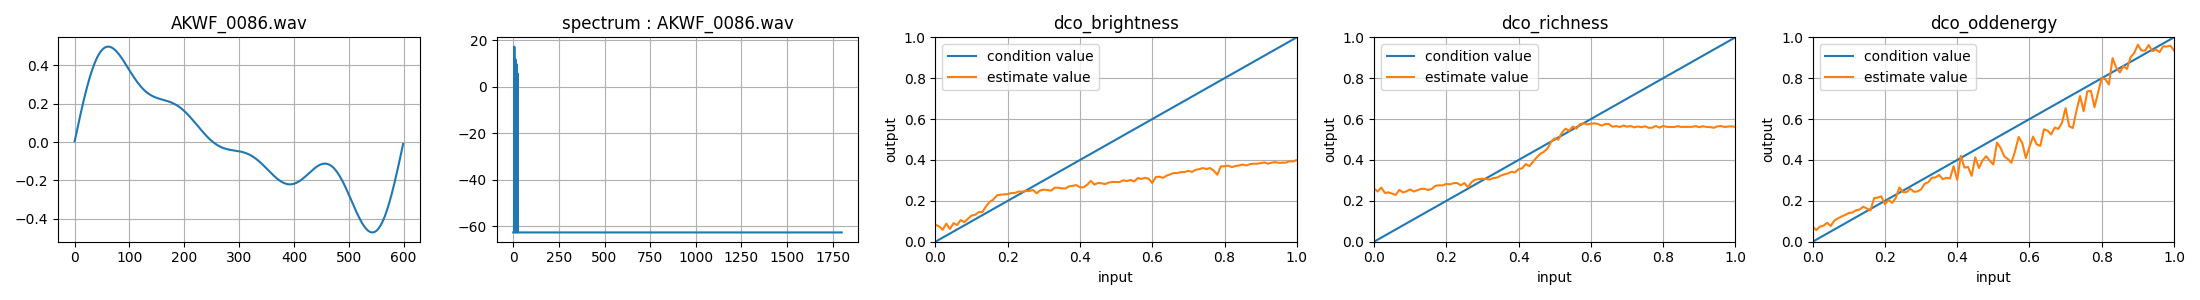 AKWF_0086.wav
0.4
0.2
0.0
−0.2
−0.4
0 100 200 300 400 500 600
spectrum : AKWF_0086.wav
20
0
−20
−40
−60
0 250 500 750 1000 1250 1500 1750
dco_brightness
condition value
estimate value
output
1.0
0.8
0.6
0.4
0.2
0.0
0.0 0.2 0.4 0.6 0.8 1.0
input
dco_richness
condition value
estimate value
output
1.0
0.8
0.6
0.4
0.2
0.0
0.0 0.2 0.4 0.6 0.8 1.0
input
dco_oddenergy
condition value
estimate value
output
1.0
0.8
0.6
0.4
0.2
0.0
0.0 0.2 0.4 0.6 0.8 1.0
input